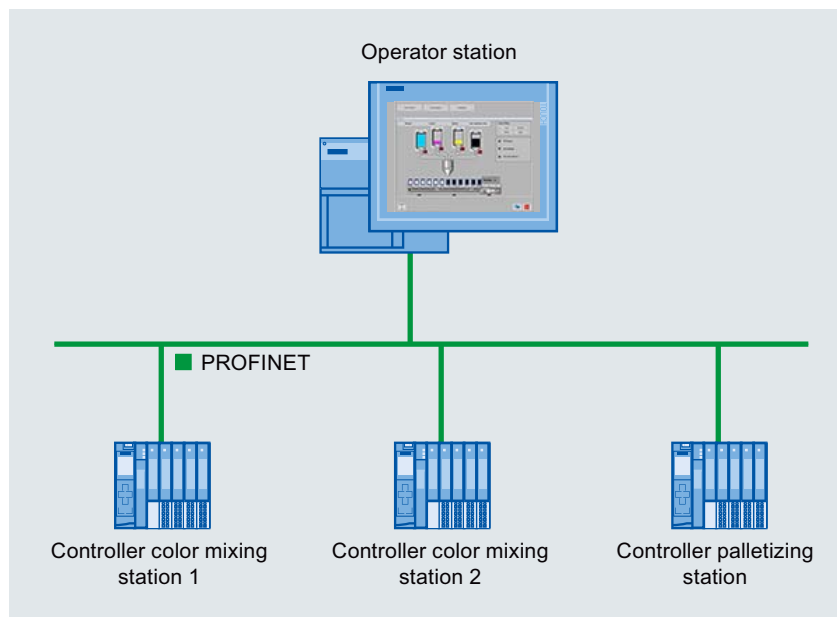 Operator station
PROFINET
Controller color mixing
station 1
Controller color mixing
station 2
Controller palletizing
station